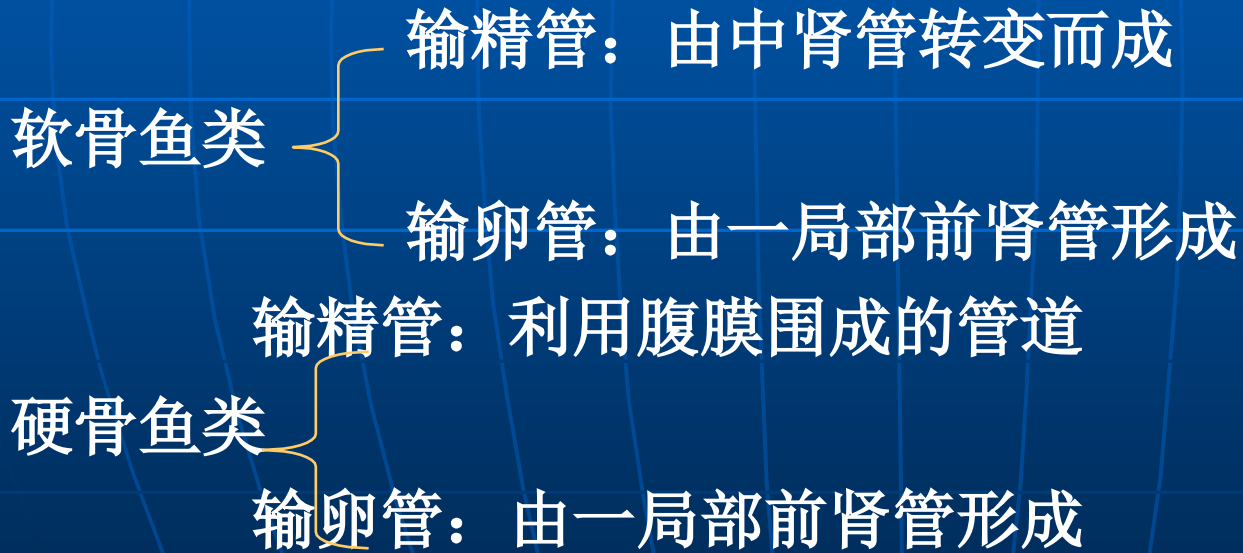 输精管：由中肾管转变而成
软骨鱼类
输卵管：由一局部前肾管形成
输精管：利用腹膜围成的管道
硬骨鱼类
输卵管：由一局部前肾管形成